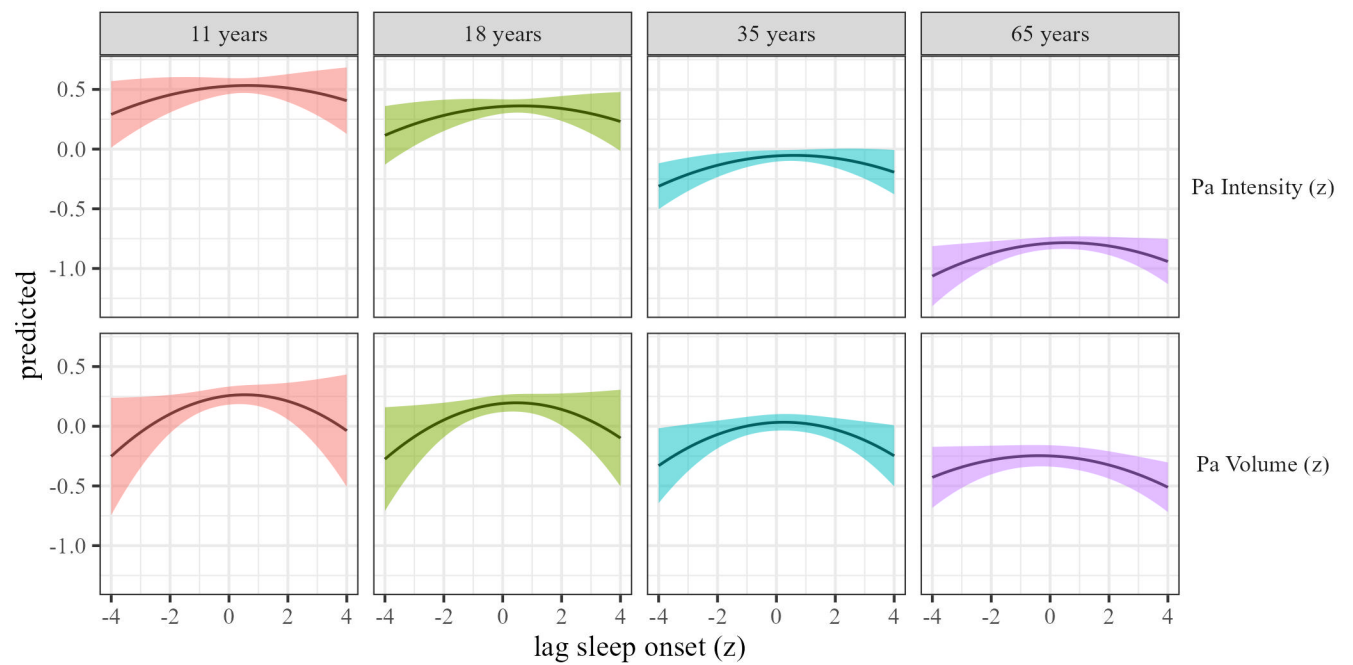 11 years 18 years 35 years 65 years
0.5
0.0
-0.5
-1.0
Pa Intensity (z)
predicted
0.5
0.0
-0.5
-1.0
Pa Volume (z)
-4 -2 0 2 4 -4 -2 0 2 4 -4 -2 0 2 4 -4 -2 0 2 4
lag sleep onset (z)